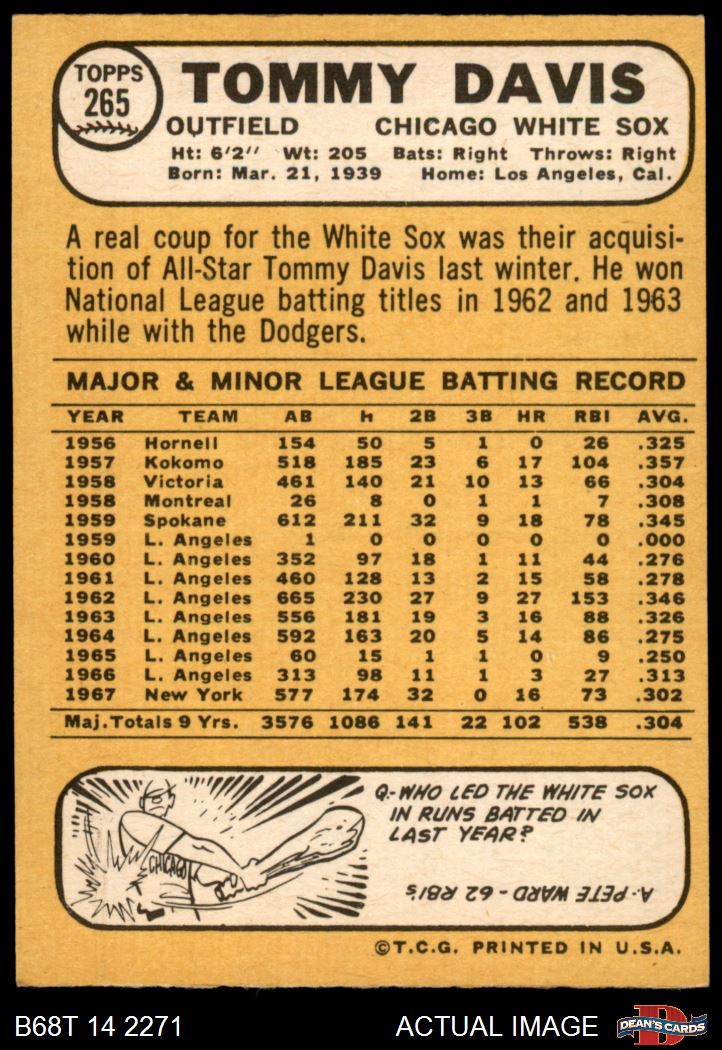 TOPPS
265
TOMMY DAVIS
OUTFIELD CHICAGO WHITE SOX
Ht: 6'2'' Wt: 205 Bats: Right Throws: Right
Born: Mar. 21, 1939 Home: Los Angeles, Cal.
A real coup for the White Sox was their acquisi-
tion of All-Star Tommy Davis last winter. He won
National League batting titles in 1962 and 1963
while with the Dodgers.
MAJOR & MINOR LEAGUE BATTING RECORD
YEAR TEAM AB h 2B 3B HR RBI AVG.
1956 Hornell 154 50 5 1 0 26 .325
1957 Kokomo 518 185 23 6 17 104 .357
1958 Victoria 461 140 21 10 13 66 .304
1958 Montreal 26 8 0 1 1 7 .308
1959 Spokane 612 211 32 9 18 78 .345
1959 L. Angeles 1 0 0 0 0 0 .000
1960 L. Angeles 352 97 18 1 11 44 .276
1961 L. Angeles 460 128 13 2 15 58 .278
1962 L. Angeles 665 230 27 9 27 153 .346
1963 L. Angeles 556 181 19 3 16 88 .326
1964 L. Angeles 592 163 20 5 14 86 .275
1965 L. Angeles 60 15 1 1 0 9 .250
1966 L. Angeles 313 98 11 1 3 27 .313
1967 New York 577 174 32 0 16 73 .302
Maj.Totals 9 Yrs. 3576 1086 141 22 102 538 .304
CHICAGO
Q.-WHO LED THE WHITE SOX
IN RUNS BATTED IN
LAST YEAR?
A.-PETE WARD-62 RBI's
©T.C.G. PRINTED IN U.S.A.
B68T 14 2271 ACTUAL IMAGE
D
DEAN'S CARDS